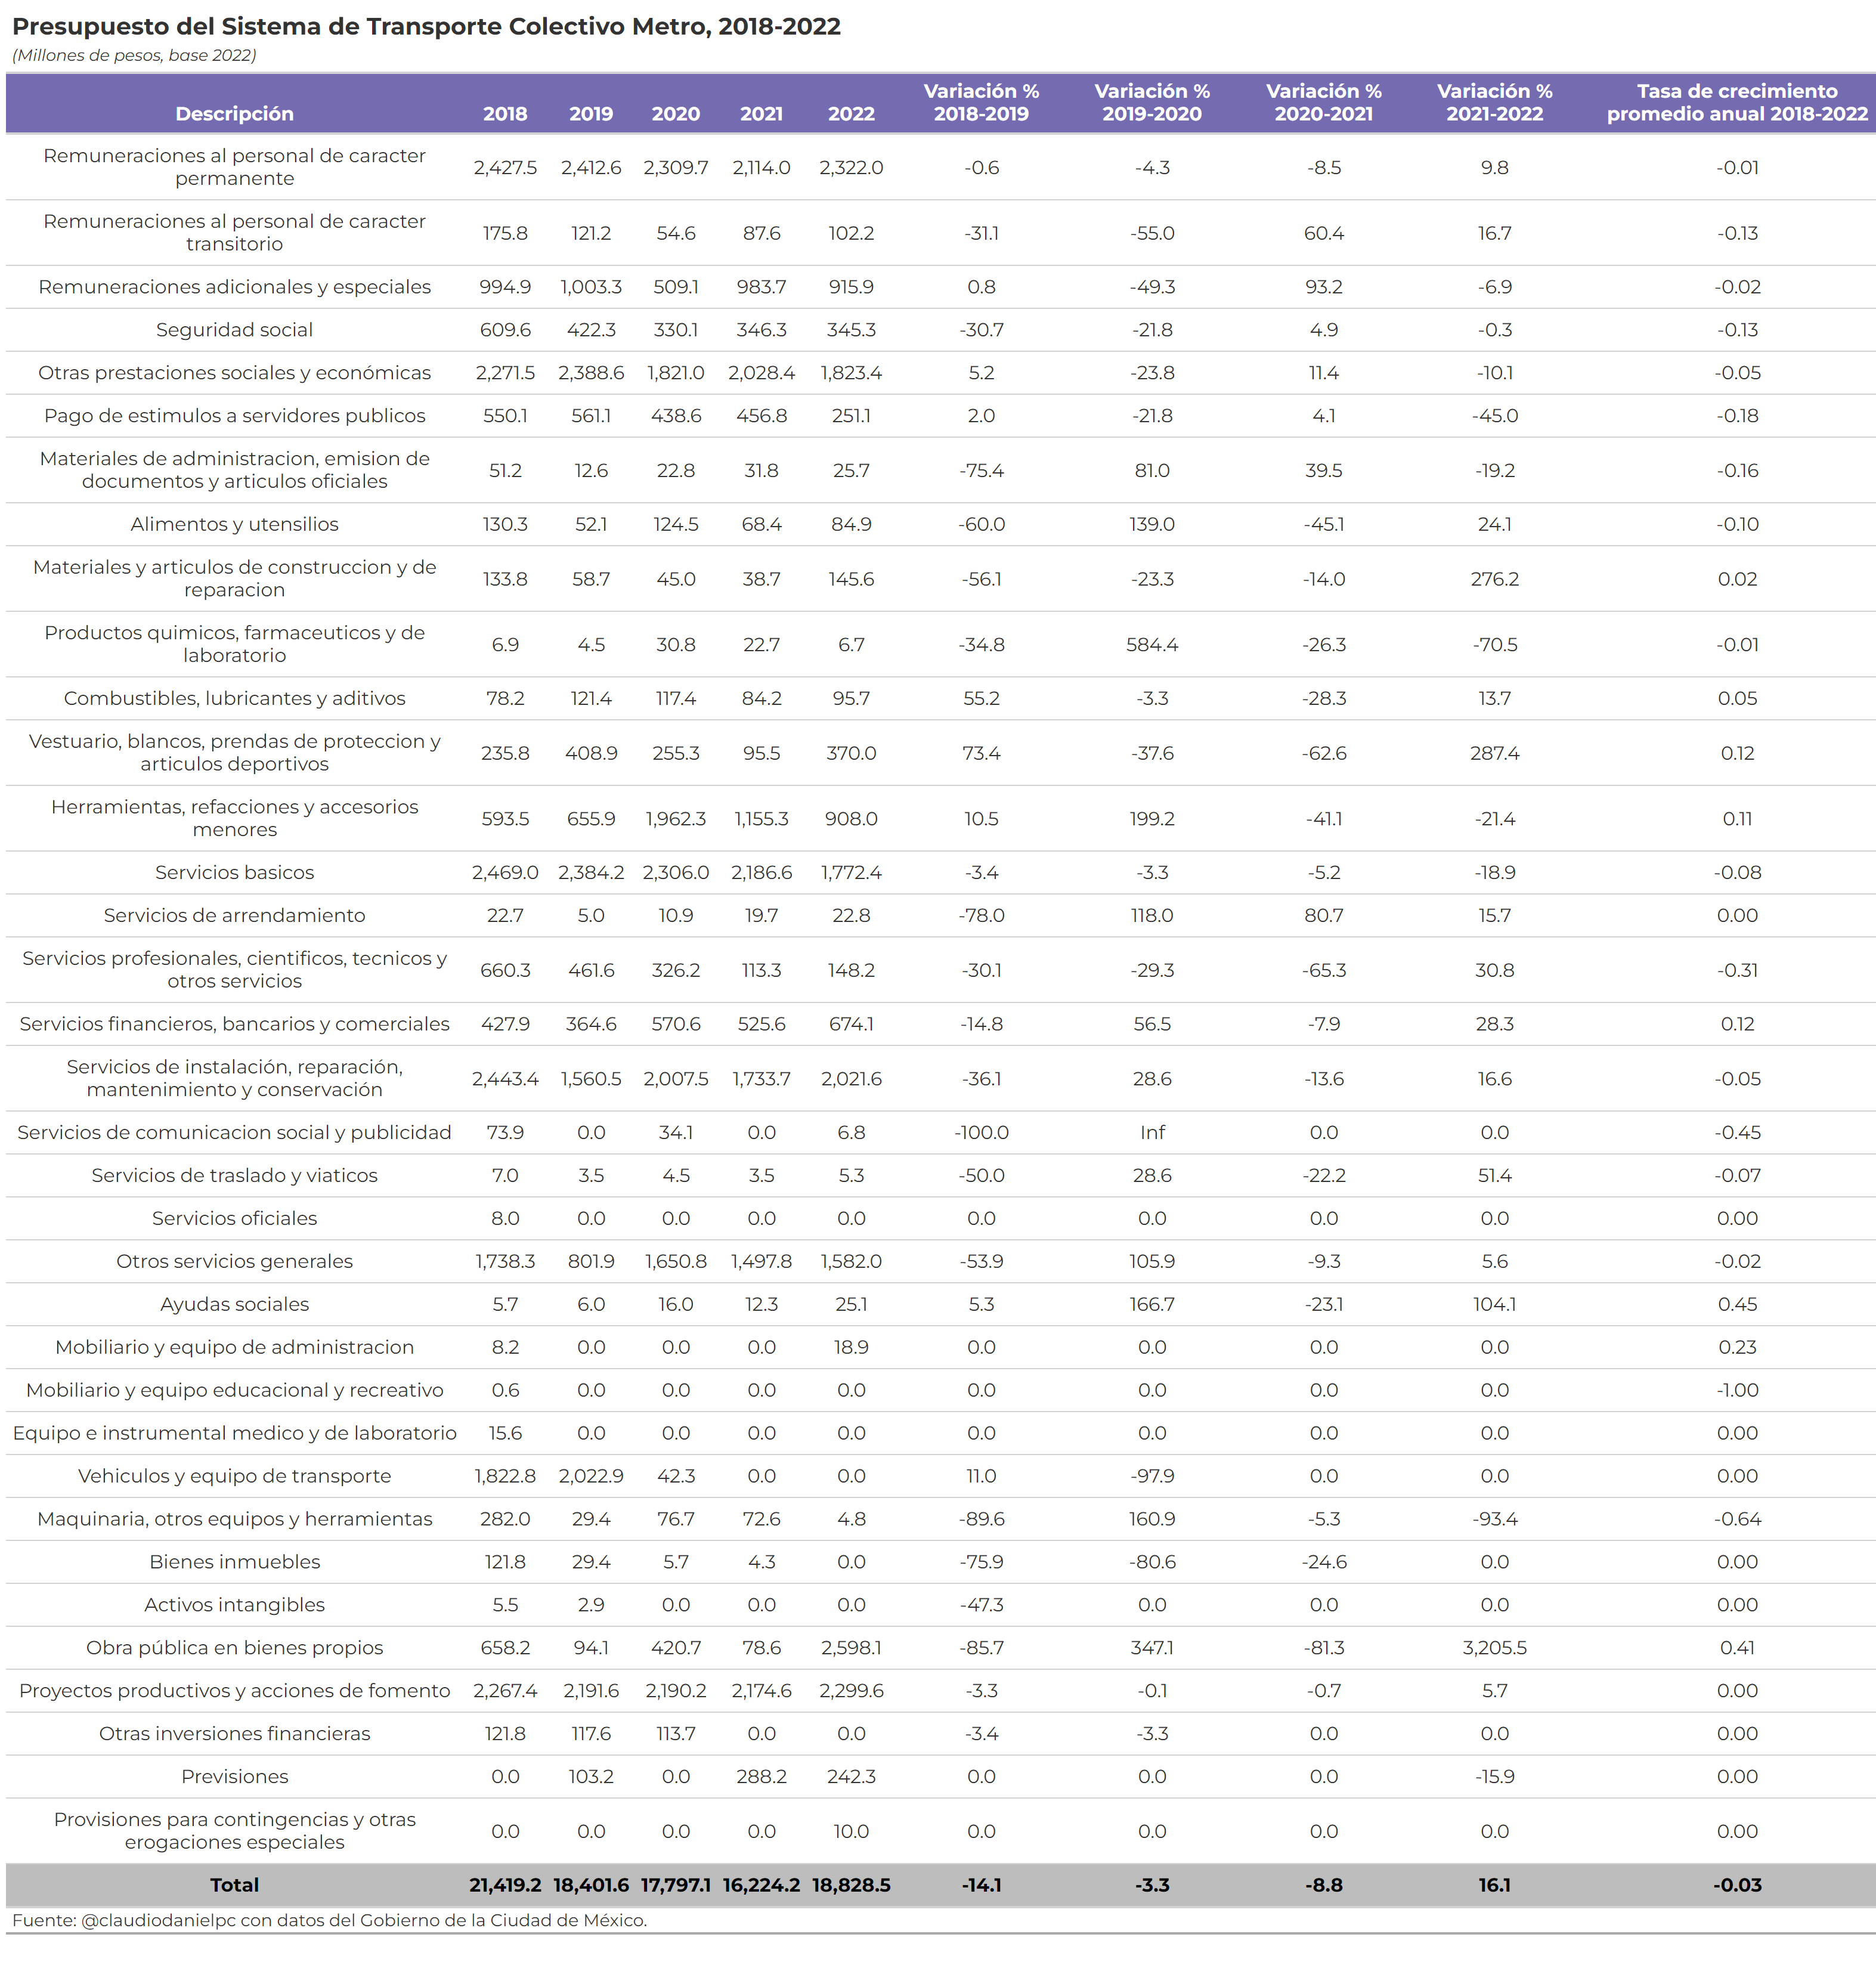 Presupuesto del Sistema de Transporte Colectivo Metro, 2018-2022
(Millones de pesos, base 2022)
Descripción 2018 2019 2020 2021 2022 Variación % 2018-2019 Variación % 2019-2020 Variación % 2020-2021 Variación % 2021-2022 Tasa de crecimiento promedio anual 2018-2022
Remuneraciones al personal de caracter permanente 2,427.5 2,412.6 2,309.7 2,114.0 2,322.0 -0.6 -4.3 -8.5 9.8 -0.01
Remuneraciones al personal de caracter transitorio 175.8 121.2 54.6 87.6 102.2 -31.1 -55.0 60.4 16.7 -0.13
Remuneraciones adicionales y especiales 994.9 1,003.3 509.1 983.7 915.9 0.8 -49.3 93.2 -6.9 -0.02
Seguridad social 609.6 422.3 330.1 346.3 345.3 -30.7 -21.8 4.9 -0.3 -0.13
Otras prestaciones sociales y económicas 2,271.5 2,388.6 1,821.0 2,028.4 1,823.4 5.2 -23.8 11.4 -10.1 -0.05
Pago de estimulos a servidores publicos 550.1 561.1 438.6 456.8 251.1 2.0 -21.8 4.1 -45.0 -0.18
Materiales de administracion, emision de documentos y articulos oficiales 51.2 12.6 22.8 31.8 25.7 -75.4 81.0 39.5 -19.2 -0.16
Alimentos y utensilios 130.3 52.1 124.5 68.4 84.9 -60.0 139.0 -45.1 24.1 -0.10
Materiales y articulos de construccion y de reparacion 133.8 58.7 45.0 38.7 145.6 -56.1 -23.3 -14.0 276.2 0.02
Productos quimicos, farmaceuticos y de laboratorio 6.9 4.5 30.8 22.7 6.7 -34.8 584.4 -26.3 -70.5 -0.01
Combustibles, lubricantes y aditivos 78.2 121.4 117.4 84.2 95.7 55.2 -3.3 -28.3 13.7 0.05
Vestuario, blancos, prendas de proteccion y articulos deportivos 235.8 408.9 255.3 95.5 370.0 73.4 -37.6 -62.6 287.4 0.12
Herramientas, refacciones y accesorios menores 593.5 655.9 1,962.3 1,155.3 908.0 10.5 199.2 -41.1 -21.4 0.11
Servicios basicos 2,469.0 2,384.2 2,306.0 2,186.6 1,772.4 -3.4 -3.3 -5.2 -18.9 -0.08
Servicios de arrendamiento 22.7 5.0 10.9 19.7 22.8 -78.0 118.0 80.7 15.7 0.00
Servicios profesionales, cientificos, tecnicos y otros servicios 660.3 461.6 326.2 113.3 148.2 -30.1 -29.3 -65.3 30.8 -0.31
Servicios financieros, bancarios y comerciales 427.9 364.6 570.6 525.6 674.1 -14.8 56.5 -7.9 28.3 0.12
Servicios de instalación, reparación, mantenimiento y conservación 2,443.4 1,560.5 2,007.5 1,733.7 2,021.6 -36.1 28.6 -13.6 16.6 -0.05
Servicios de comunicacion social y publicidad 73.9 0.0 34.1 0.0 6.8 -100.0 Inf 0.0 0.0 -0.45
Servicios de traslado y viaticos 7.0 3.5 4.5 3.5 5.3 -50.0 28.6 -22.2 51.4 -0.07
Servicios oficiales 8.0 0.0 0.0 0.0 0.0 0.0 0.0 0.0 0.0 0.00
Otros servicios generales 1,738.3 801.9 1,650.8 1,497.8 1,582.0 -53.9 105.9 -9.3 5.6 -0.02
Ayudas sociales 5.7 6.0 16.0 12.3 25.1 5.3 166.7 -23.1 104.1 0.45
Mobiliario y equipo de administracion 8.2 0.0 0.0 0.0 18.9 0.0 0.0 0.0 0.0 0.23
Mobiliario y equipo educacional y recreativo 0.6 0.0 0.0 0.0 0.0 0.0 0.0 0.0 0.0 -1.00
Equipo e instrumental medico y de laboratorio 15.6 0.0 0.0 0.0 0.0 0.0 0.0 0.0 0.0 0.00
Vehiculos y equipo de transporte 1,822.8 2,022.9 42.3 0.0 0.0 11.0 -97.9 0.0 0.0 0.00
Maquinaria, otros equipos y herramientas 282.0 29.4 76.7 72.6 4.8 -89.6 160.9 -5.3 -93.4 -0.64
Bienes inmuebles 121.8 29.4 5.7 4.3 0.0 -75.9 -80.6 -24.6 0.0 0.00
Activos intangibles 5.5 2.9 0.0 0.0 0.0 -47.3 0.0 0.0 0.0 0.00
Obra pública en bienes propios 658.2 94.1 420.7 78.6 2,598.1 -85.7 347.1 -81.3 3,205.5 0.41
Proyectos productivos y acciones de fomento 2,267.4 2,191.6 2,190.2 2,174.6 2,299.6 -3.3 -0.1 -0.7 5.7 0.00
Otras inversiones financieras 121.8 117.6 113.7 0.0 0.0 -3.4 -3.3 0.0 0.0 0.00
Previsiones 0.0 103.2 0.0 288.2 242.3 0.0 0.0 0.0 -15.9 0.00
Provisiones para contingencias y otras erogaciones especiales 0.0 0.0 0.0 0.0 10.0 0.0 0.0 0.0 0.0 0.00
Total 21,419.2 18,401.6 17,797.1 16,224.2 18,828.5 -14.1 -3.3 -8.8 16.1 -0.03
Fuente: @claudiodanielpc con datos del Gobierno de la Ciudad de México.